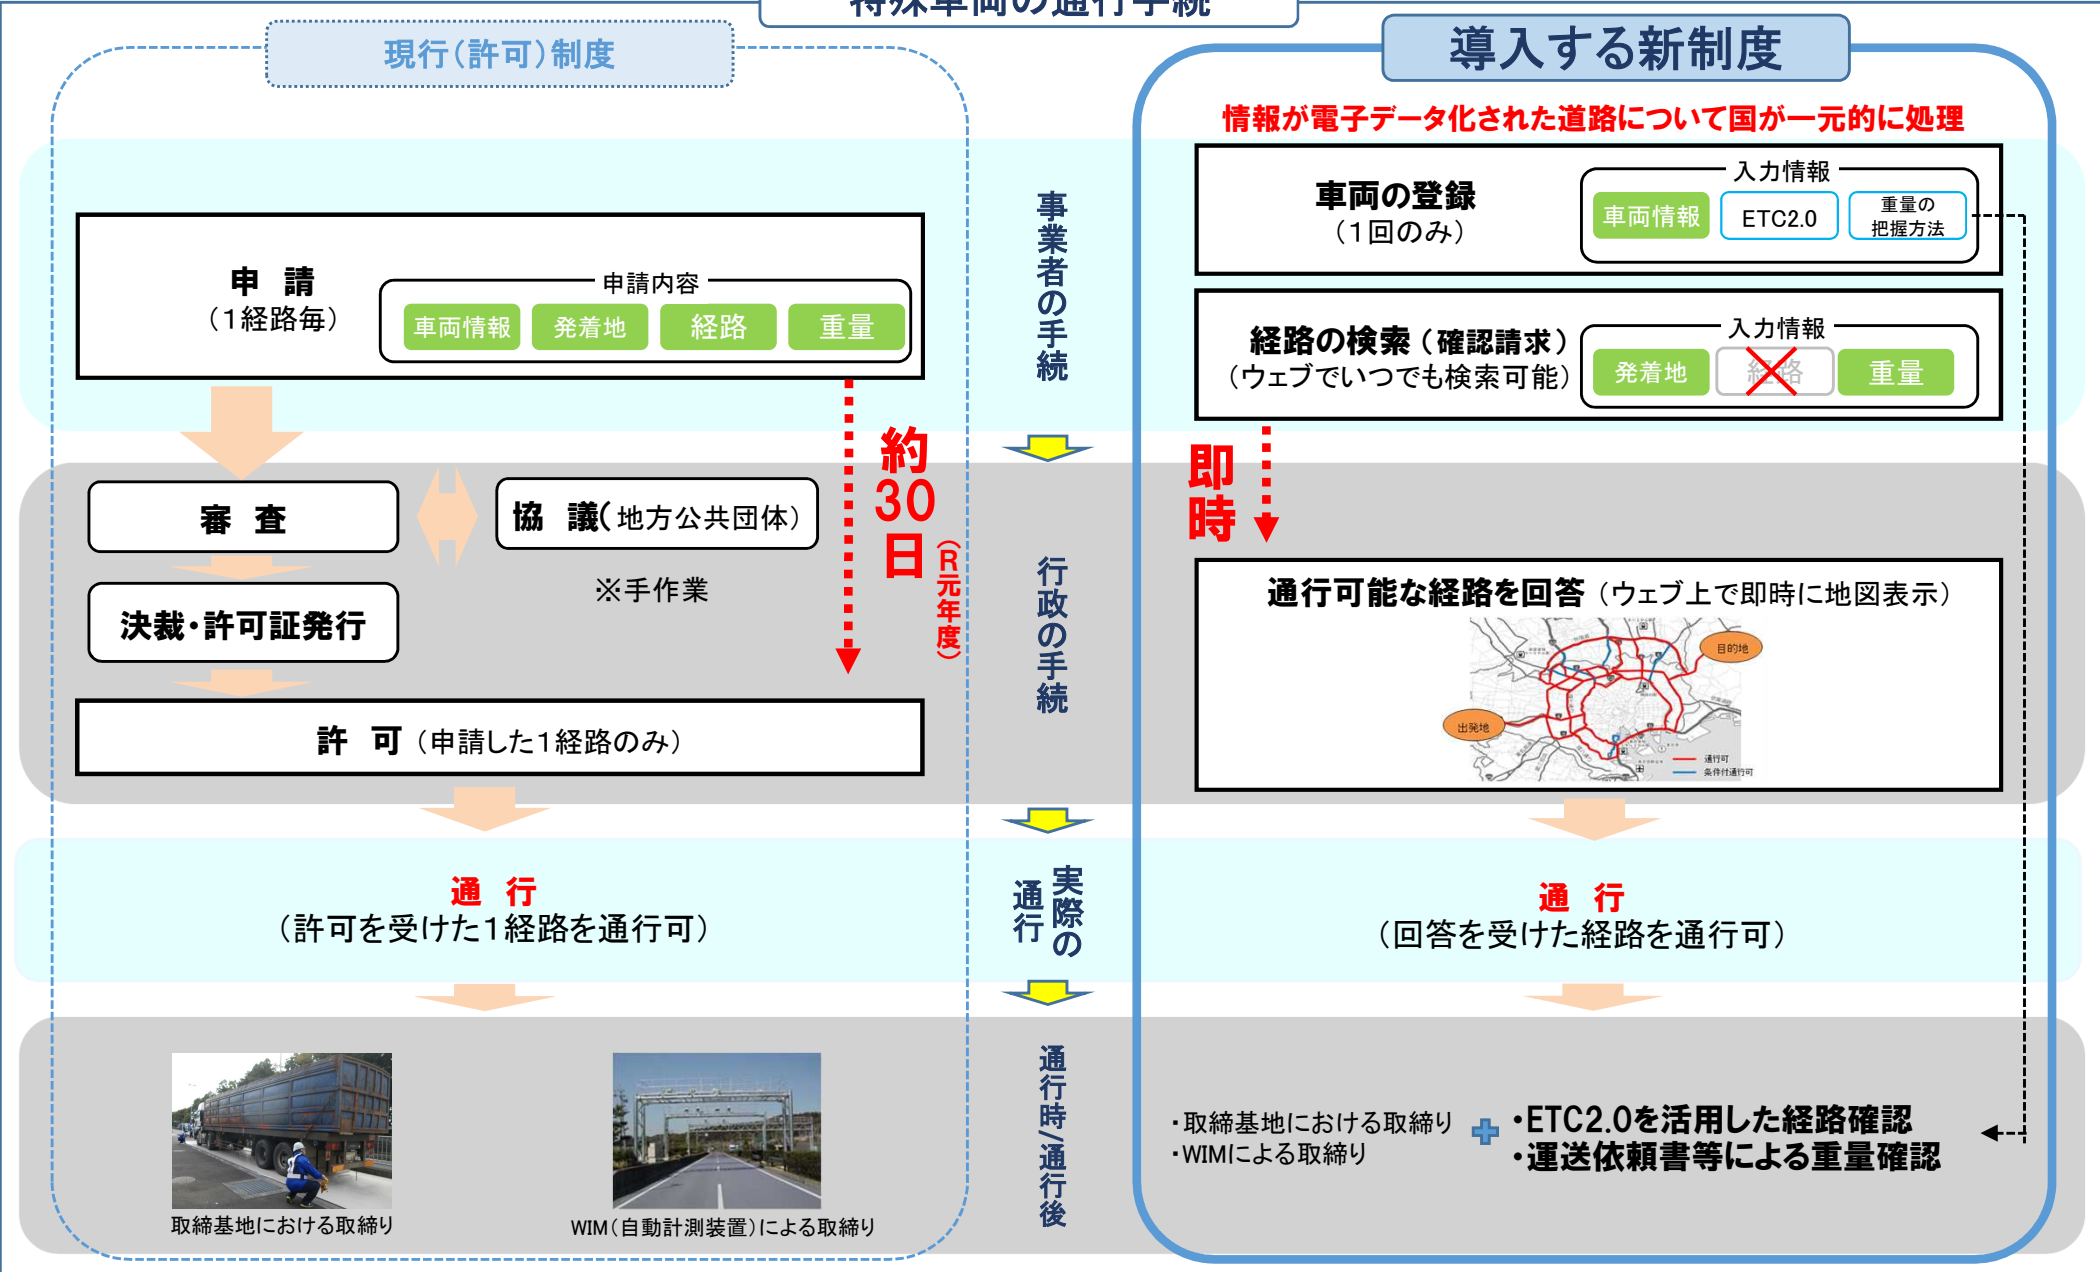 特殊車両の通行手続
現行（許可）制度
導入する新制度
情報が電子データ化された道路について国が一元的に処理
事業者の手続
申　請
（1経路毎）
申請内容
車両情報　発着地　経路　重量
車両の登録
（1回のみ）
入力情報
車両情報　ETC2.0　重量の
把握方法
経路の検索（確認請求）
（ウェブでいつでも検索可能）
入力情報
発着地　経路　重量
約30日
（R元年度）
即時
行政の手続
審　査
協　議（地方公共団体）
※手作業
決裁・許可証発行
許　可（申請した1経路のみ）
通行可能な経路を回答（ウェブ上で即時に地図表示）
目的地
出発地
通行可
条件付通行可
実際の
通行
通　行
（許可を受けた1経路を通行可）
通　行
（回答を受けた経路を通行可）
通行時/通行後
取締基地における取締り
WIM（自動計測装置）による取締り
・取締基地における取締り
・WIMによる取締り
・ETC2.0を活用した経路確認
・運送依頼書等による重量確認